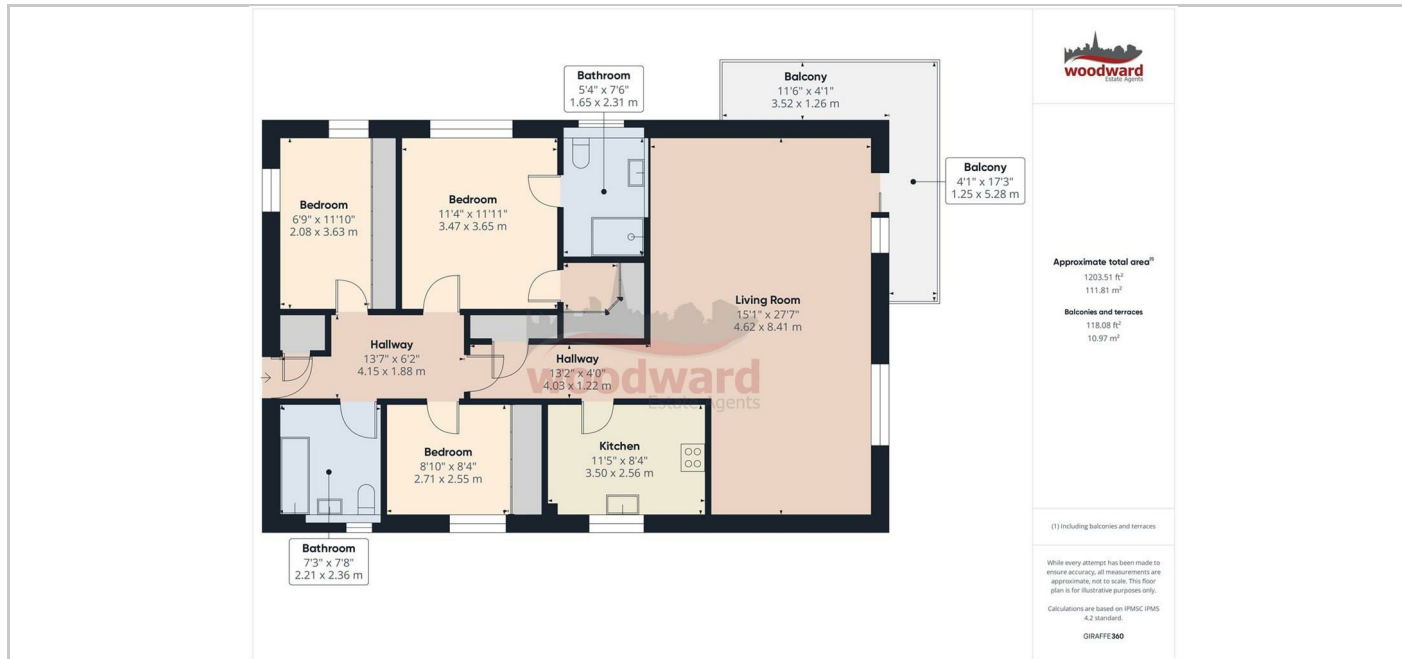 Bathroom
5'4" x 7'6"
1.65 x 2.31 m
Balcony
11'6" x 4'1"
3.52 x 1.26 m
Balcony
4'1" x 17'3"
1.25 x 5.28 m
Bedroom
6'9" x 11'10"
2.08 x 3.63 m
Bedroom
11'4" x 11'11"
3.47 x 3.65 m
Living Room
15'1" x 27'7"
4.62 x 8.41 m
Hallway
13'7" x 6'2"
4.15 x 1.88 m
Hallway
13'2" x 4'0"
4.03 x 1.22 m
woodward
Estate Agents
Bedroom
8'10" x 8'4"
2.71 x 2.55 m
Kitchen
11'5" x 8'4"
3.50 x 2.56 m
Bathroom
7'3" x 7'8"
2.21 x 2.36 m
woodward
Estate Agents
Approximate total area⁽¹⁾
1203.51 ft²
111.81 m²
Balconies and terraces
118.08 ft²
10.97 m²
(1) Including balconies and terraces
While every attempt has been made to
ensure accuracy, all measurements are
approximate, not to scale. This floor
plan is for illustrative purposes only.
Calculations are based on IPMSC IPMS
4.2 standard.
GIRAFFE360